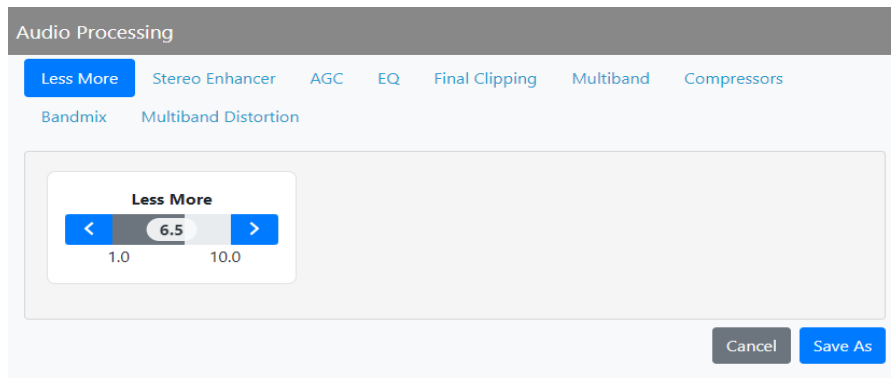 Audio Processing
Less More Stereo Enhancer AGC EQ Final Clipping Multiband Compressors
Bandmix Multiband Distortion
Less More
6.5
1.0 10.0
Cancel Save As